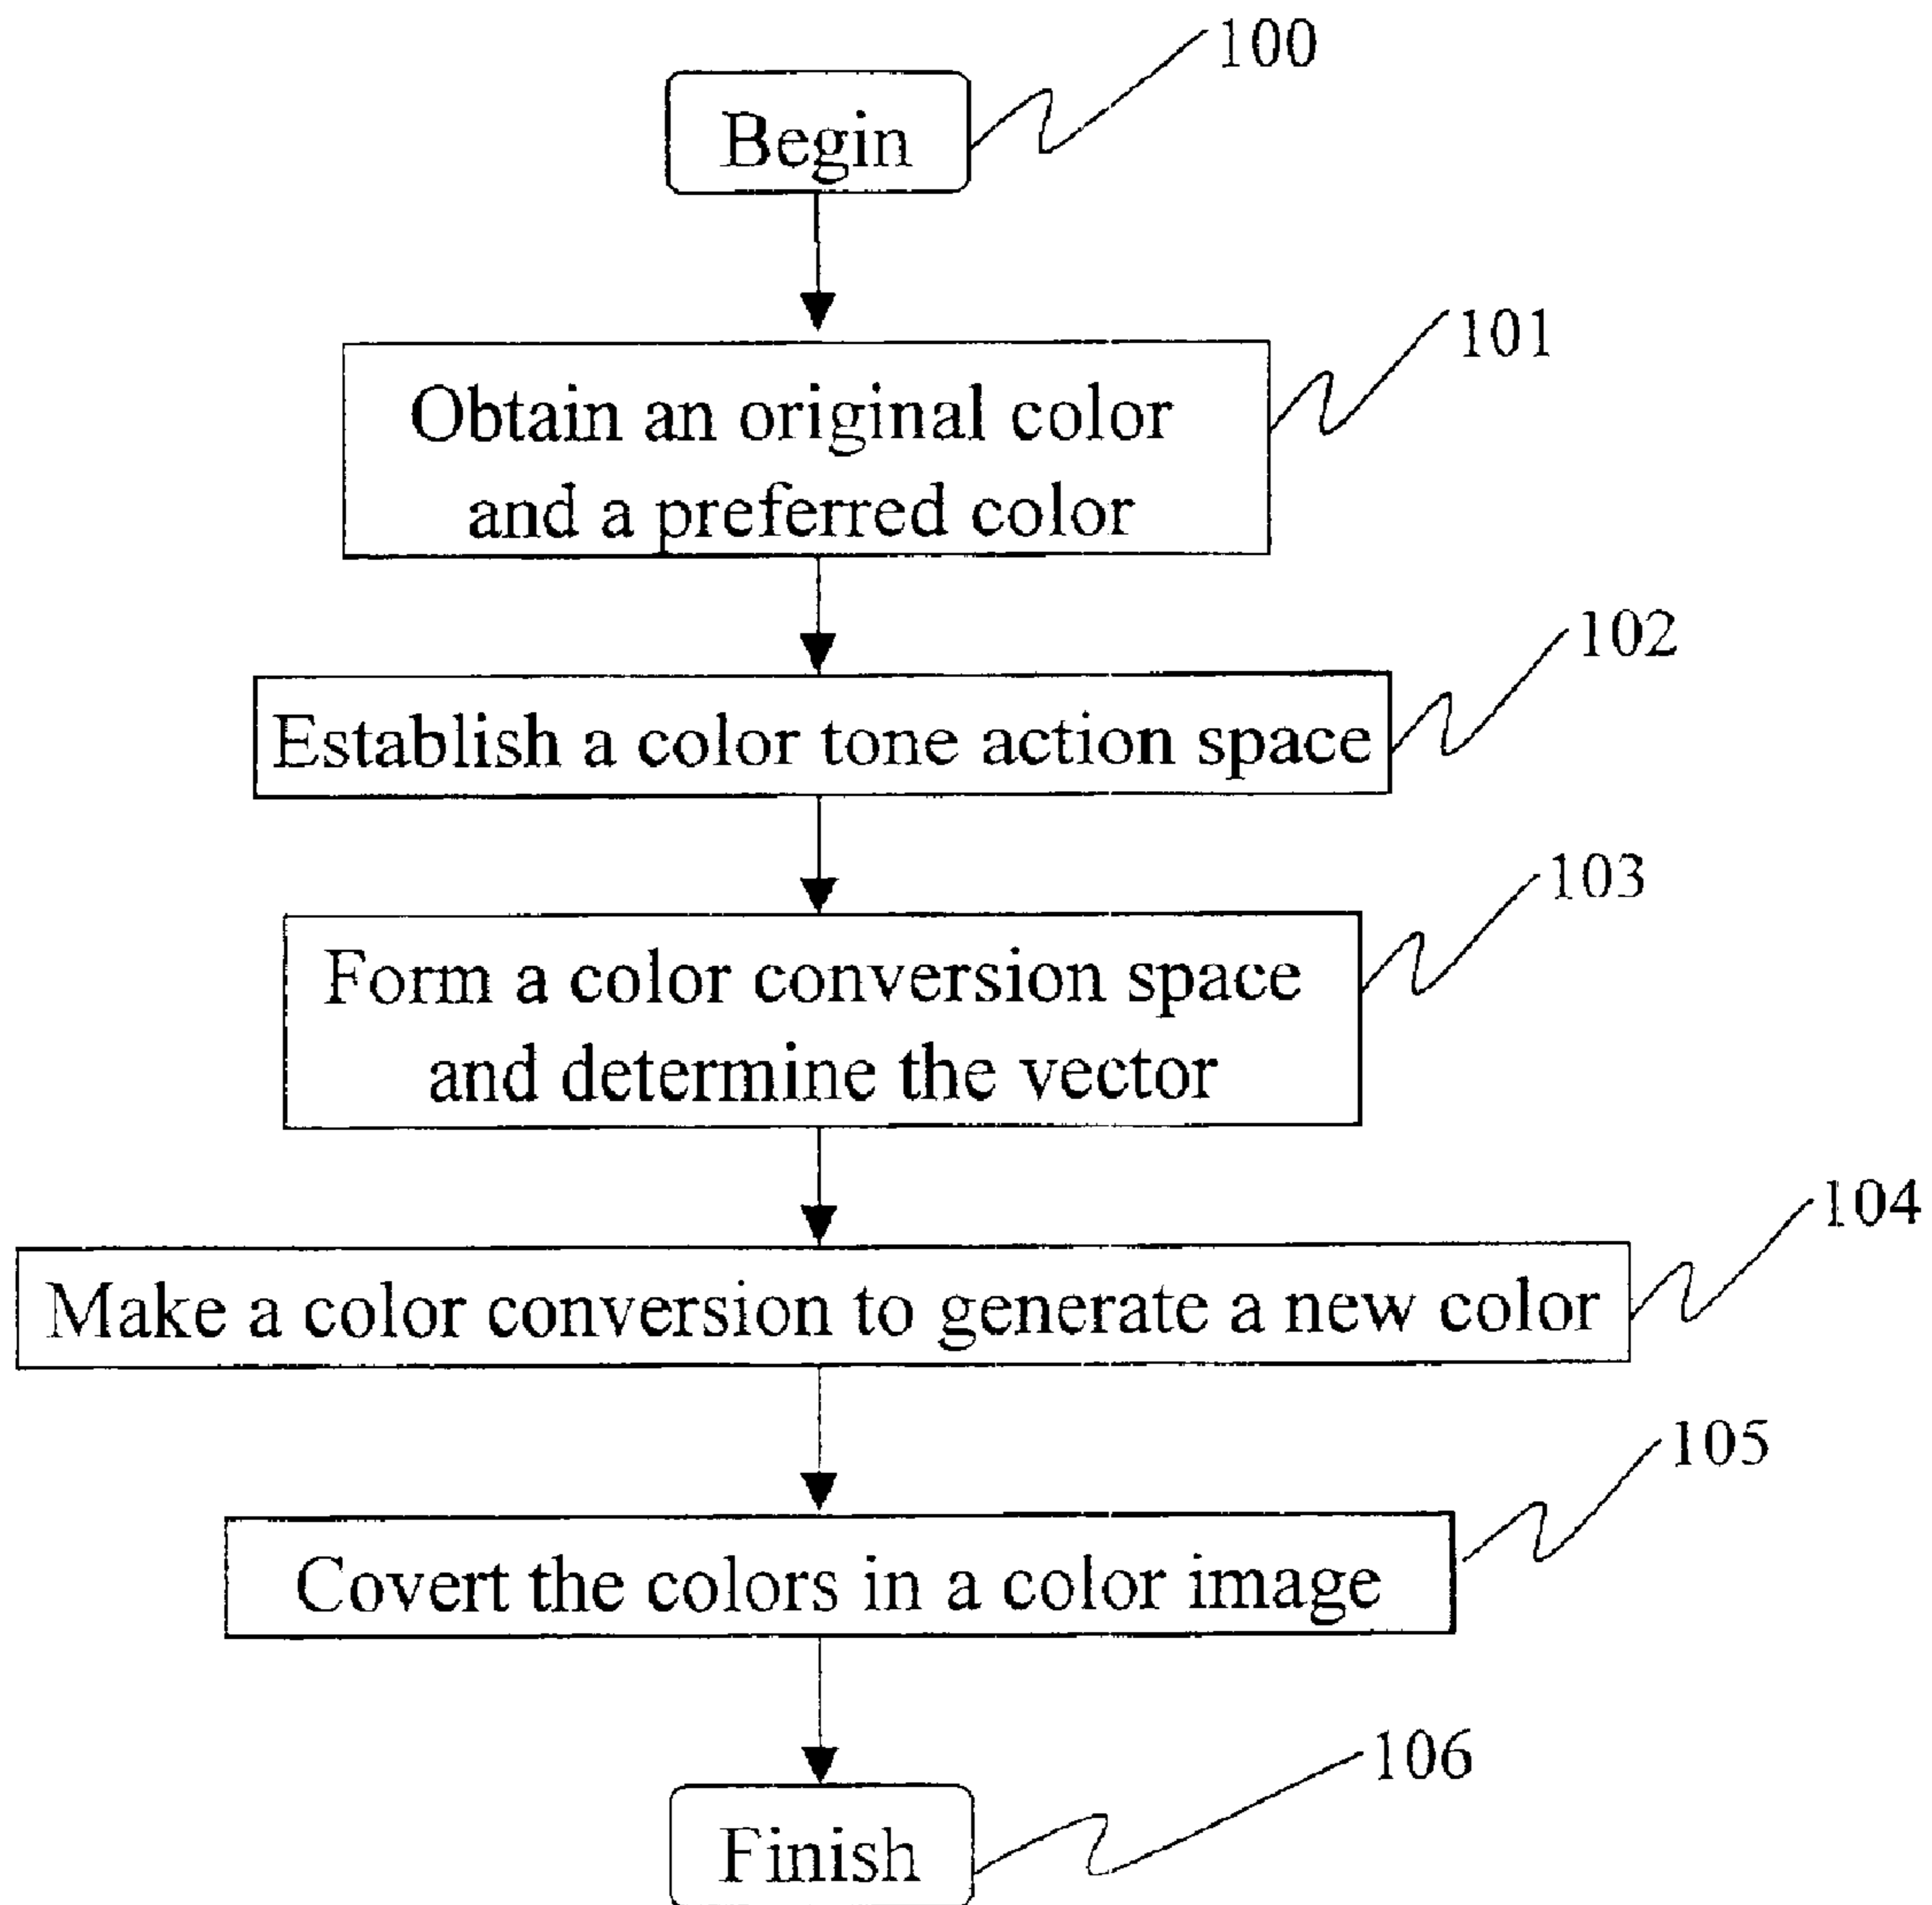 100
Begin
101
Obtain an original color
and a preferred color
102
Establish a color tone action space
103
Form a color conversion space
and determine the vector
104
Make a color conversion to generate a new color
105
Covert the colors in a color image
106
Finish